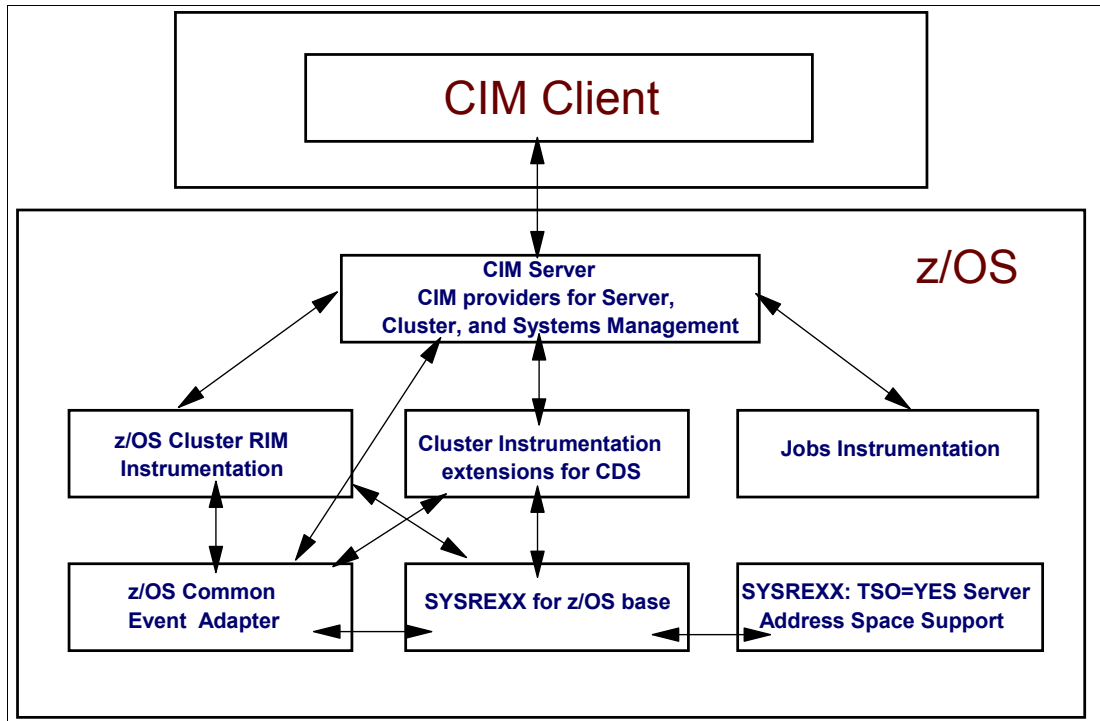 CIM Client
z/OS
CIM Server
CIM providers for Server,
Cluster, and Systems Management
z/OS Cluster RIM
Instrumentation
Cluster Instrumentation
extensions for CDS
Jobs Instrumentation
z/OS Common
Event Adapter
SYSREXX for z/OS base
SYSREXX: TSO=YES Server
Address Space Support